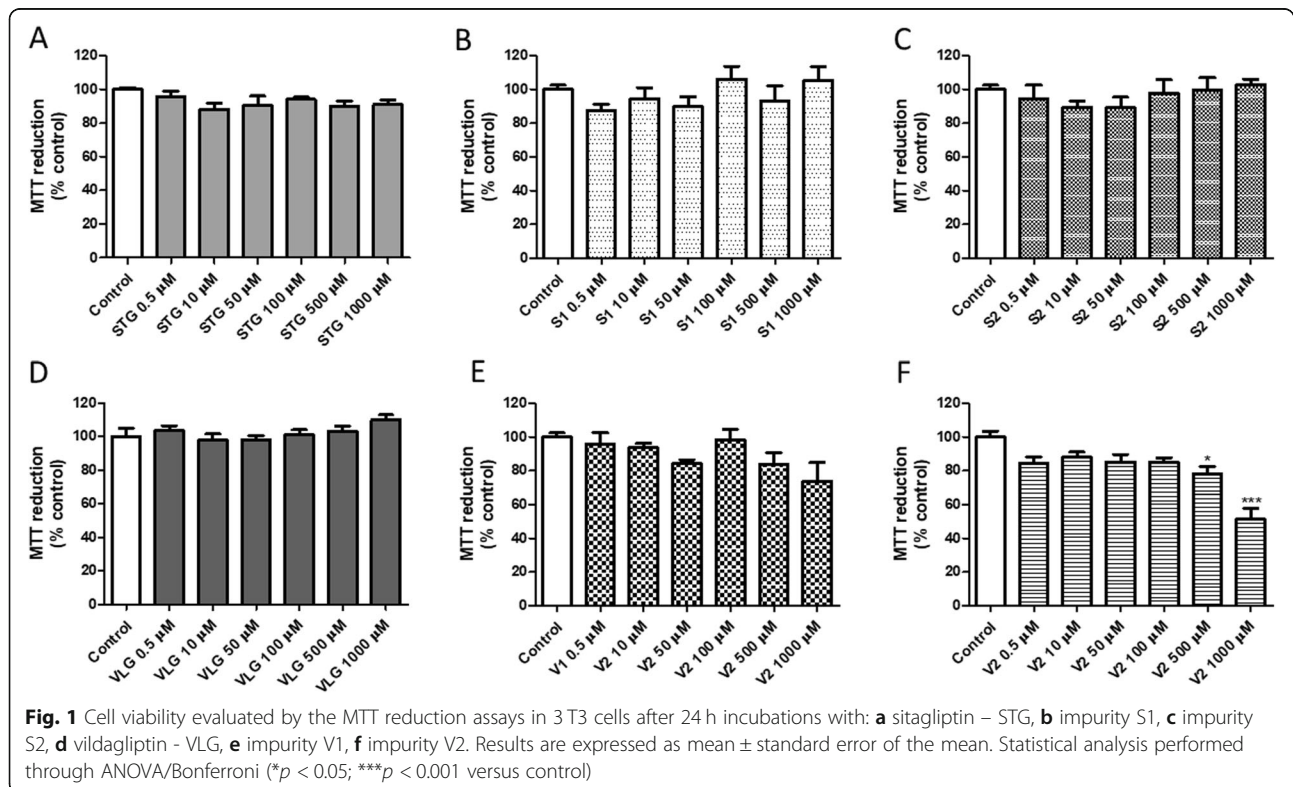 A
MTT reduction
(% control)
120
100
80
60
40
20
0
Control
STG 0.5 µM
STG 10 µM
STG 50 µM
STG 100 µM
STG 500 µM
STG 1000 µM
B
MTT reduction
(% control)
120
100
80
60
40
20
0
Control
S1 0.5 µM
S1 10 µM
S1 50 µM
S1 100 µM
S1 500 µM
S1 1000 µM
C
MTT reduction
(% control)
120
100
80
60
40
20
0
Control
S2 0.5 µM
S2 10 µM
S2 50 µM
S2 100 µM
S2 500 µM
S2 1000 µM
D
MTT reduction
(% control)
120
100
80
60
40
20
0
Control
VLG 0.5 µM
VLG 10 µM
VLG 50 µM
VLG 100 µM
VLG 500 µM
VLG 1000 µM
E
MTT reduction
(% control)
120
100
80
60
40
20
0
Control
V1 0.5 µM
V2 10 µM
V2 50 µM
V2 100 µM
V2 500 µM
V2 1000 µM
F
MTT reduction
(% control)
120
100
80
60
40
20
0
*
***
Control
V2 0.5 µM
V2 10 µM
V2 50 µM
V2 100 µM
V2 500 µM
V2 1000 µM
Fig. 1 Cell viability evaluated by the MTT reduction assays in 3 T3 cells after 24 h incubations with: a sitagliptin – STG, b impurity S1, c impurity
S2, d vildagliptin - VLG, e impurity V1, f impurity V2. Results are expressed as mean ± standard error of the mean. Statistical analysis performed
through ANOVA/Bonferroni (*p < 0.05; ***p < 0.001 versus control)